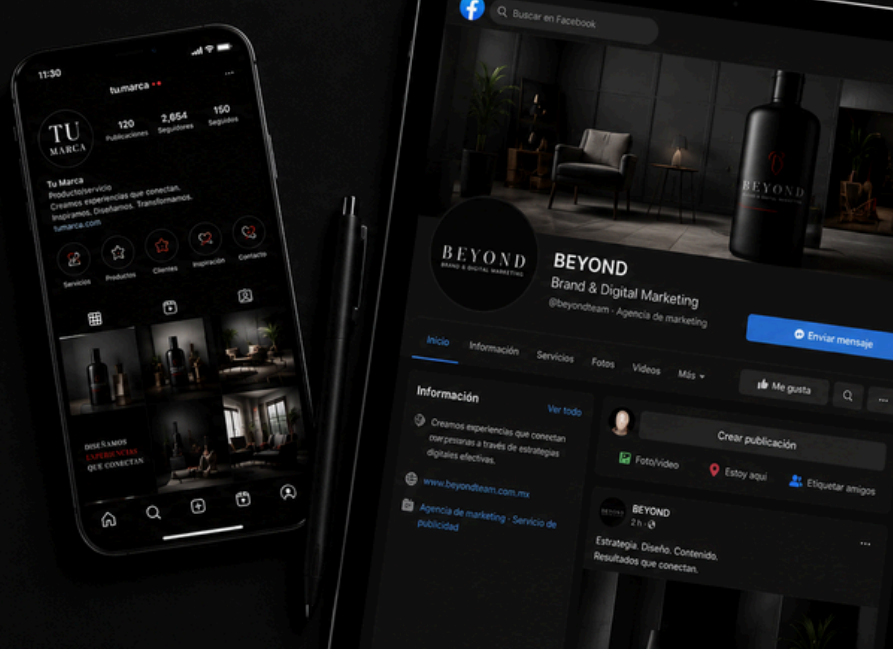 11:30
tu.marca
TU
MARCA
120
Publicaciones
2,654
Seguidores
150
Seguidos
Tu Marca
Producto/servicio
Creamos experiencias que conectan.
Inspiramos. Diseñamos. Transformamos.
tumarca.com
Servicios
Productos
Clientes
Inspiración
Contacto
DISEÑAMOS
EXPERIENCIAS
QUE CONECTAN
Buscar en Facebook
BEYOND
BRAND & DIGITAL MARKETING
BEYOND
BRAND & DIGITAL MARKETING
BEYOND
Brand & Digital Marketing
@beyondteam · Agencia de marketing
Enviar mensaje
Inicio
Información
Servicios
Fotos
Videos
Más
Me gusta
Información
Ver todo
Creamos experiencias que conectan
a través de estrategias
digitales efectivas.
www.beyondteam.com.mx
Agencia de marketing · Servicio de
publicidad
Crear publicación
Foto/video
Estoy aquí
Etiquetar amigos
BEYOND
BEYOND
2 h
Estrategia. Diseño. Contenido.
Resultados que conectan.